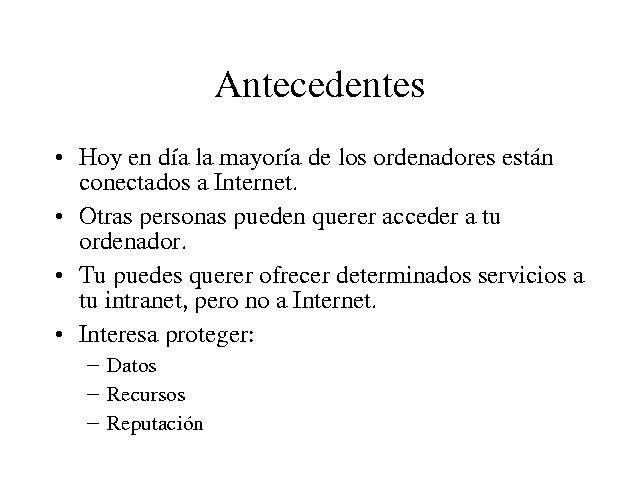 Antecedentes
• Hoy en día la mayoría de los ordenadores están
conectados a Internet.
• Otras personas pueden querer acceder a tu
ordenador.
• Tu puedes querer ofrecer determinados servicios a
tu intranet, pero no a Internet.
• Interesa proteger:
– Datos
– Recursos
– Reputación